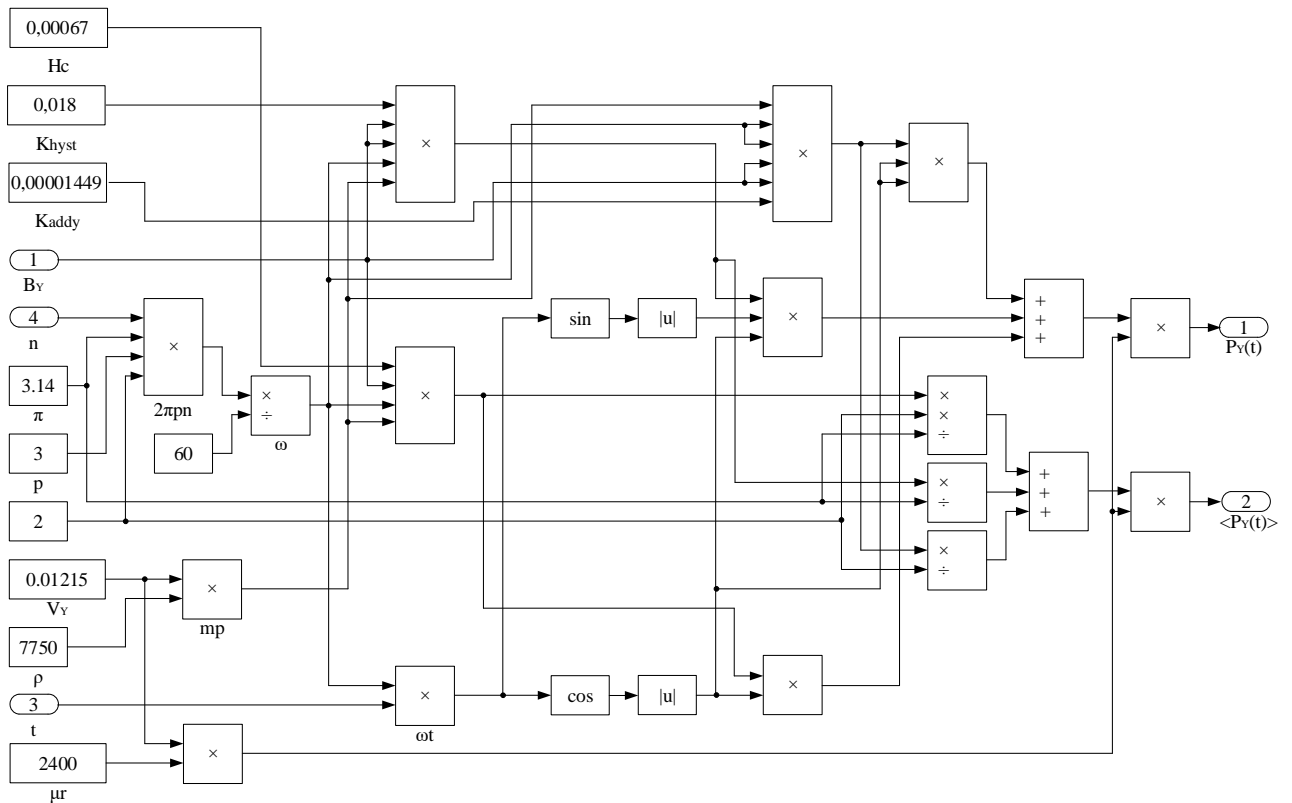 0,00067
Hc
0,018
Khyst
0,00001449
Kaddy
1
BY
4
n
3.14
π
3
p
2
0.01215
VY
7750
ρ
3
t
2400
μr
×
2πpn
60
×
÷
ω
×
mp
×
×
×
×
ωt
sin
|u|
cos
|u|
×
×
×
×
×
×
÷
×
÷
×
÷
×
+
+
+
+
+
+
×
1
PY(t)
×
2
<PY(t)>